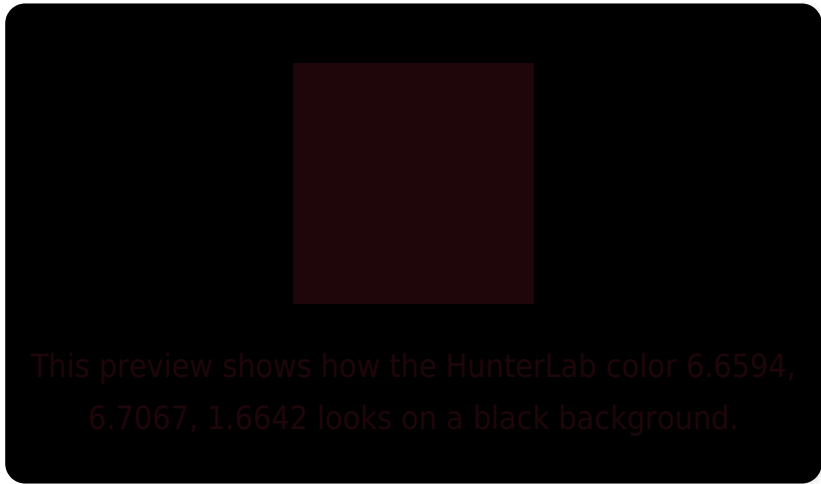 This preview shows how the HunterLab color 6.6594,
6.7067, 1.6642 looks on a black background.